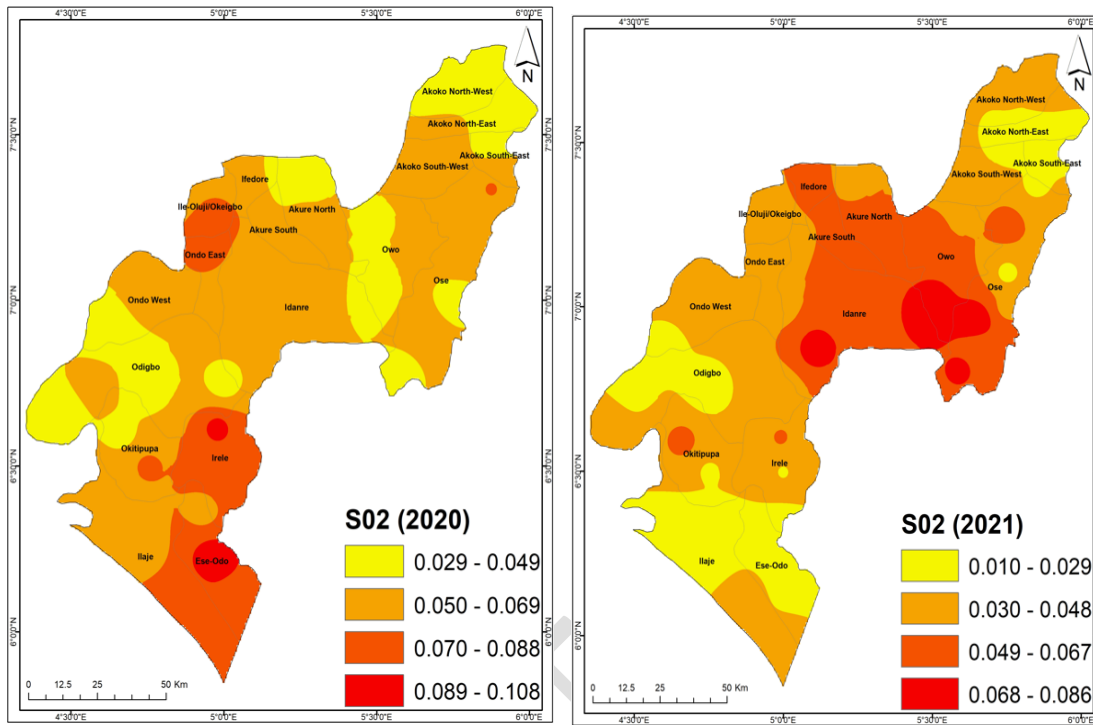 4°30'0"E 5°0'0"E 5°30'0"E 6°0'0"E
N
7°30'0"N
7°0'0"N
6°30'0"N
6°0'0"N
Akoko North-West
Akoko North-East
Akoko South-East
Akoko South-West
Ifedore
Ile-Oluji/Okeigbo
Akure North
Akure South
Ondo East
Owo
Ose
Ondo West
Idanre
Odigbo
Okitipupa
Irele
Ilaje
Ese-Odo
S02 (2020)
0.029 - 0.049
0.050 - 0.069
0.070 - 0.088
0.089 - 0.108
0 12.5 25 50 Km
4°30'0"E 5°0'0"E 5°30'0"E 6°0'0"E
4°30'0"E 5°0'0"E 5°30'0"E 6°0'0"E
N
7°30'0"N
7°0'0"N
6°30'0"N
6°0'0"N
Akoko North-West
Akoko North-East
Akoko South-East
Akoko South-West
Ifedore
Ile-Oluji/Okeigbo
Akure North
Akure South
Ondo East
Owo
Ose
Ondo West
Idanre
Odigbo
Okitipupa
Irele
Ilaje
Ese-Odo
S02 (2021)
0.010 - 0.029
0.030 - 0.048
0.049 - 0.067
0.068 - 0.086
0 12.5 25 50 Km
4°30'0"E 5°0'0"E 5°30'0"E 6°0'0"E